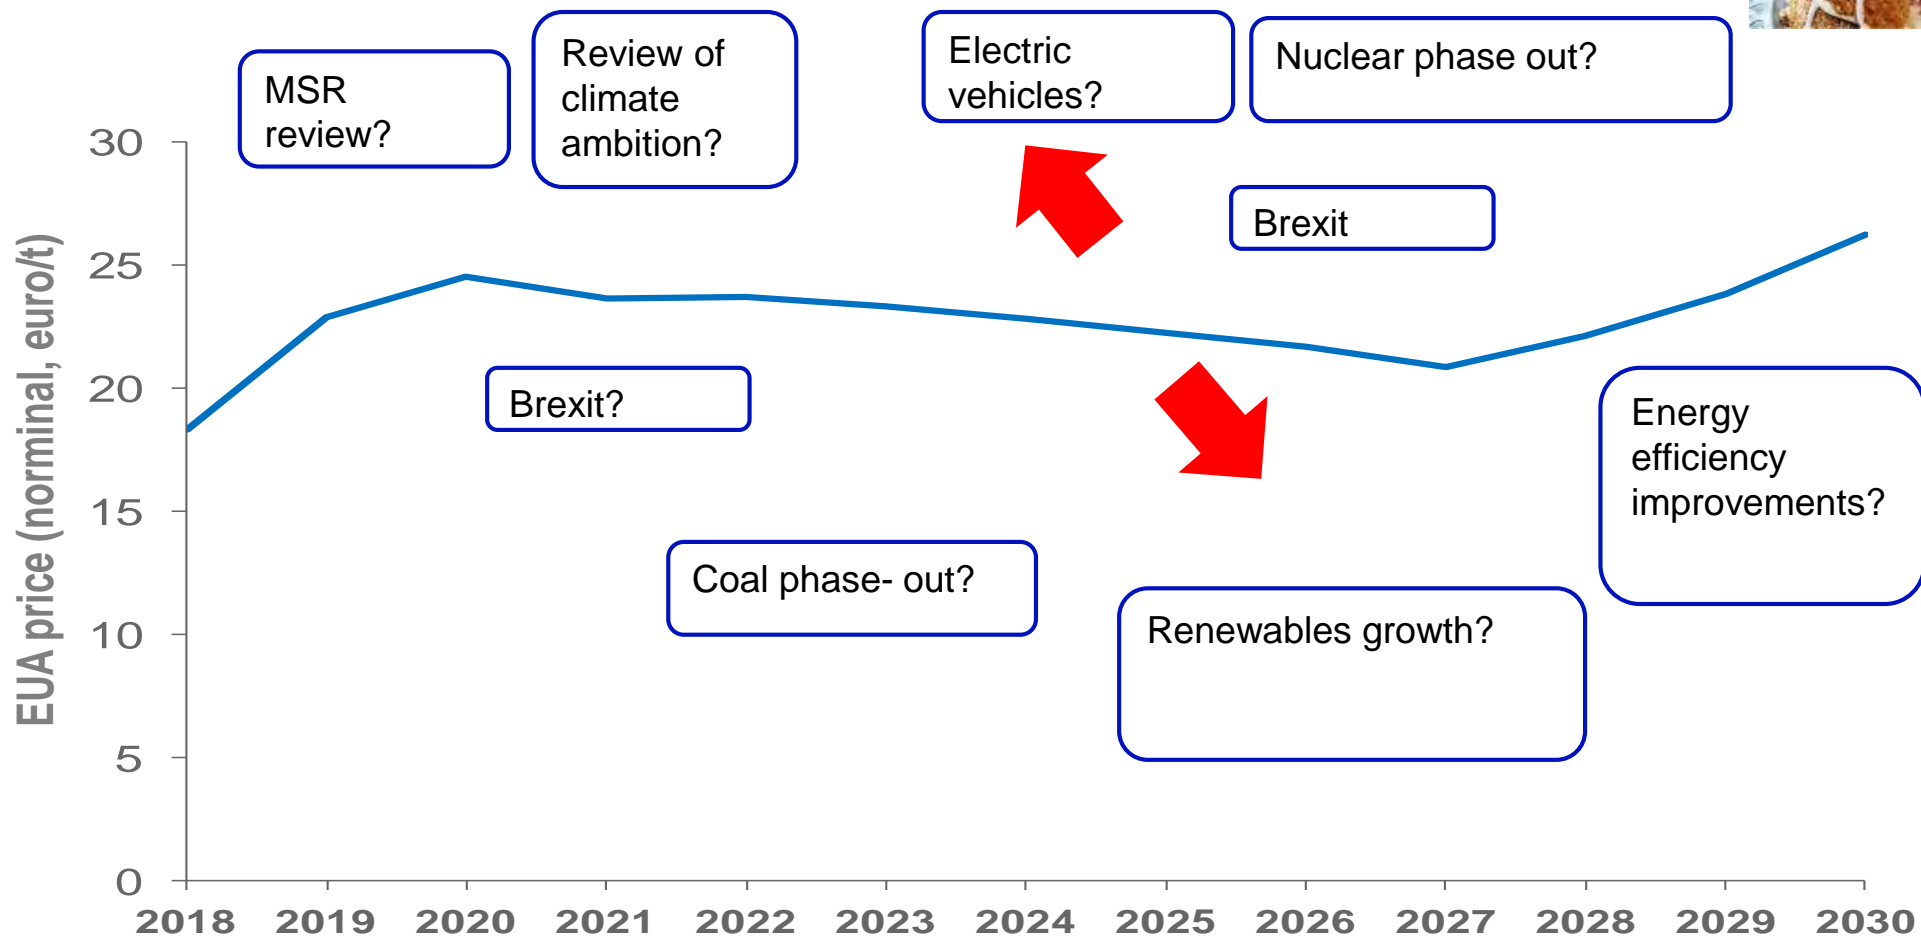 MSR
review?
Review of
climate
ambition?
Electric
vehicles?
Nuclear phase out?
Brexit
Brexit?
Energy
efficiency
improvements?
Coal phase- out?
Renewables growth?
EUA price (norminal, euro/t)
30
25
20
15
10
5
0
2018 2019 2020 2021 2022 2023 2024 2025 2026 2027 2028 2029 2030